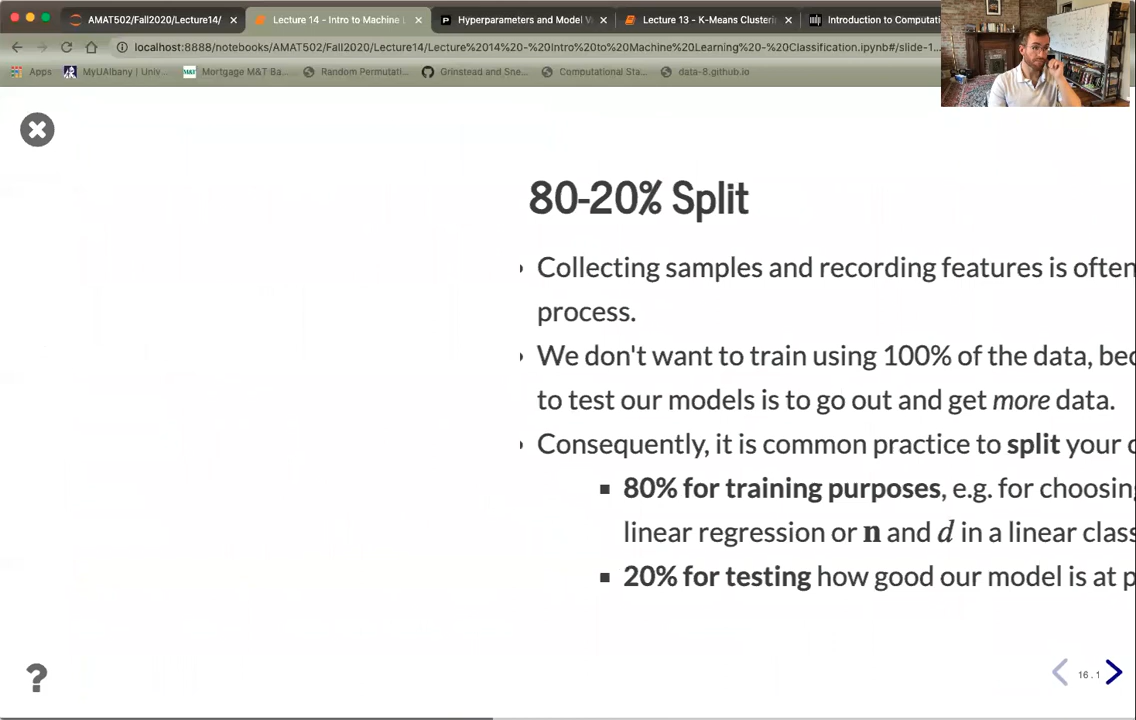 AMAT502/Fall2020/Lecture14/
Lecture 14 - Intro to Machine L
Hyperparameters and Model V
Lecture 13 - K-Means Clusterin
Introduction to Computati
localhost:8888/notebooks/AMAT502/Fall2020/Lecture14/Lecture%2014%20-%20Intro%20to%20Machine%20Learning%20-%20Classification.ipynb#/slide-1...
Apps
MyUAlbany | Univ...
Mortgage M&T Ba...
Random Permutati...
Grinstead and Sne...
Computational Sta...
data-8.github.io
80-20% Split
Collecting samples and recording features is often
process.
We don't want to train using 100% of the data, bec
to test our models is to go out and get more data.
Consequently, it is common practice to split your
80% for training purposes, e.g. for choosing
linear regression or n and d in a linear class
20% for testing how good our model is at p
?
16.1